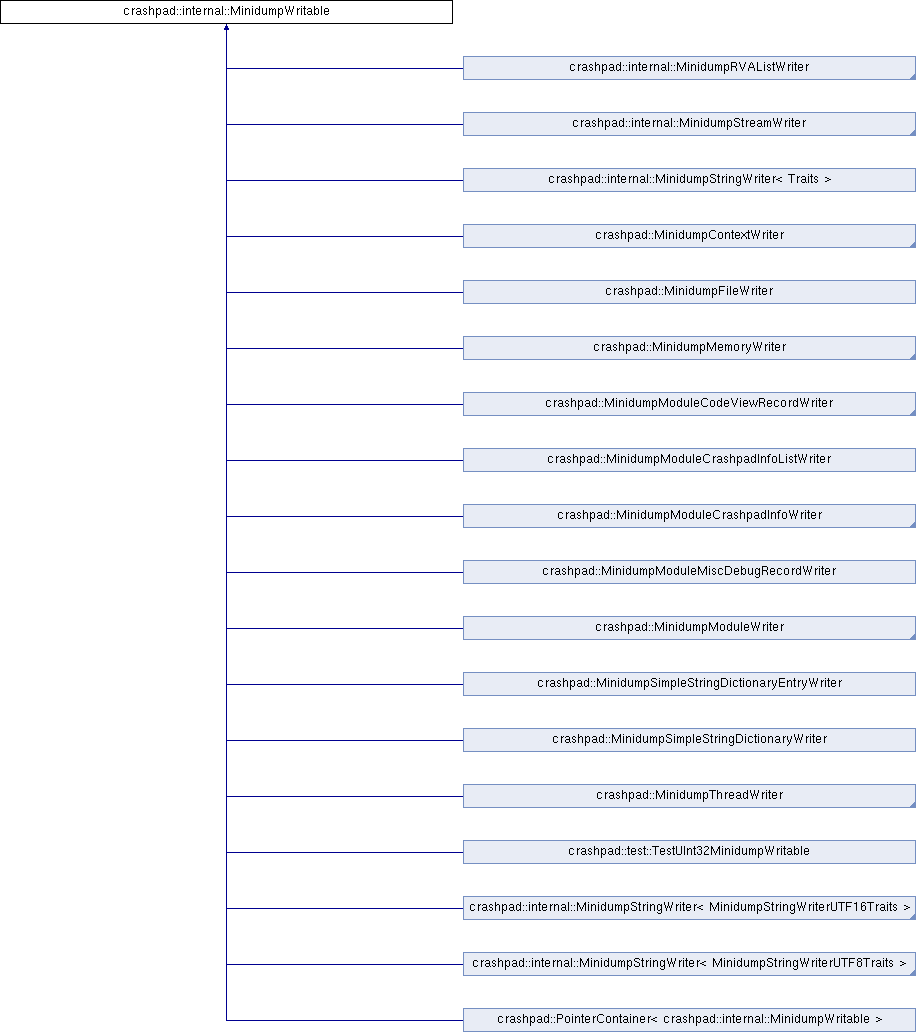 crashpad::internal::MinidumpWritable
crashpad::internal::MinidumpRVAListWriter
crashpad::internal::MinidumpStreamWriter
crashpad::internal::MinidumpStringWriter< Traits >
crashpad::MinidumpContextWriter
crashpad::MinidumpFileWriter
crashpad::MinidumpMemoryWriter
crashpad::MinidumpModuleCodeViewRecordWriter
crashpad::MinidumpModuleCrashpadInfoListWriter
crashpad::MinidumpModuleCrashpadInfoWriter
crashpad::MinidumpModuleMiscDebugRecordWriter
crashpad::MinidumpModuleWriter
crashpad::MinidumpSimpleStringDictionaryEntryWriter
crashpad::MinidumpSimpleStringDictionaryWriter
crashpad::MinidumpThreadWriter
crashpad::test::TestUInt32MinidumpWritable
crashpad::internal::MinidumpStringWriter< MinidumpStringWriterUTF16Traits >
crashpad::internal::MinidumpStringWriter< MinidumpStringWriterUTF8Traits >
crashpad::PointerContainer< crashpad::internal::MinidumpWritable >